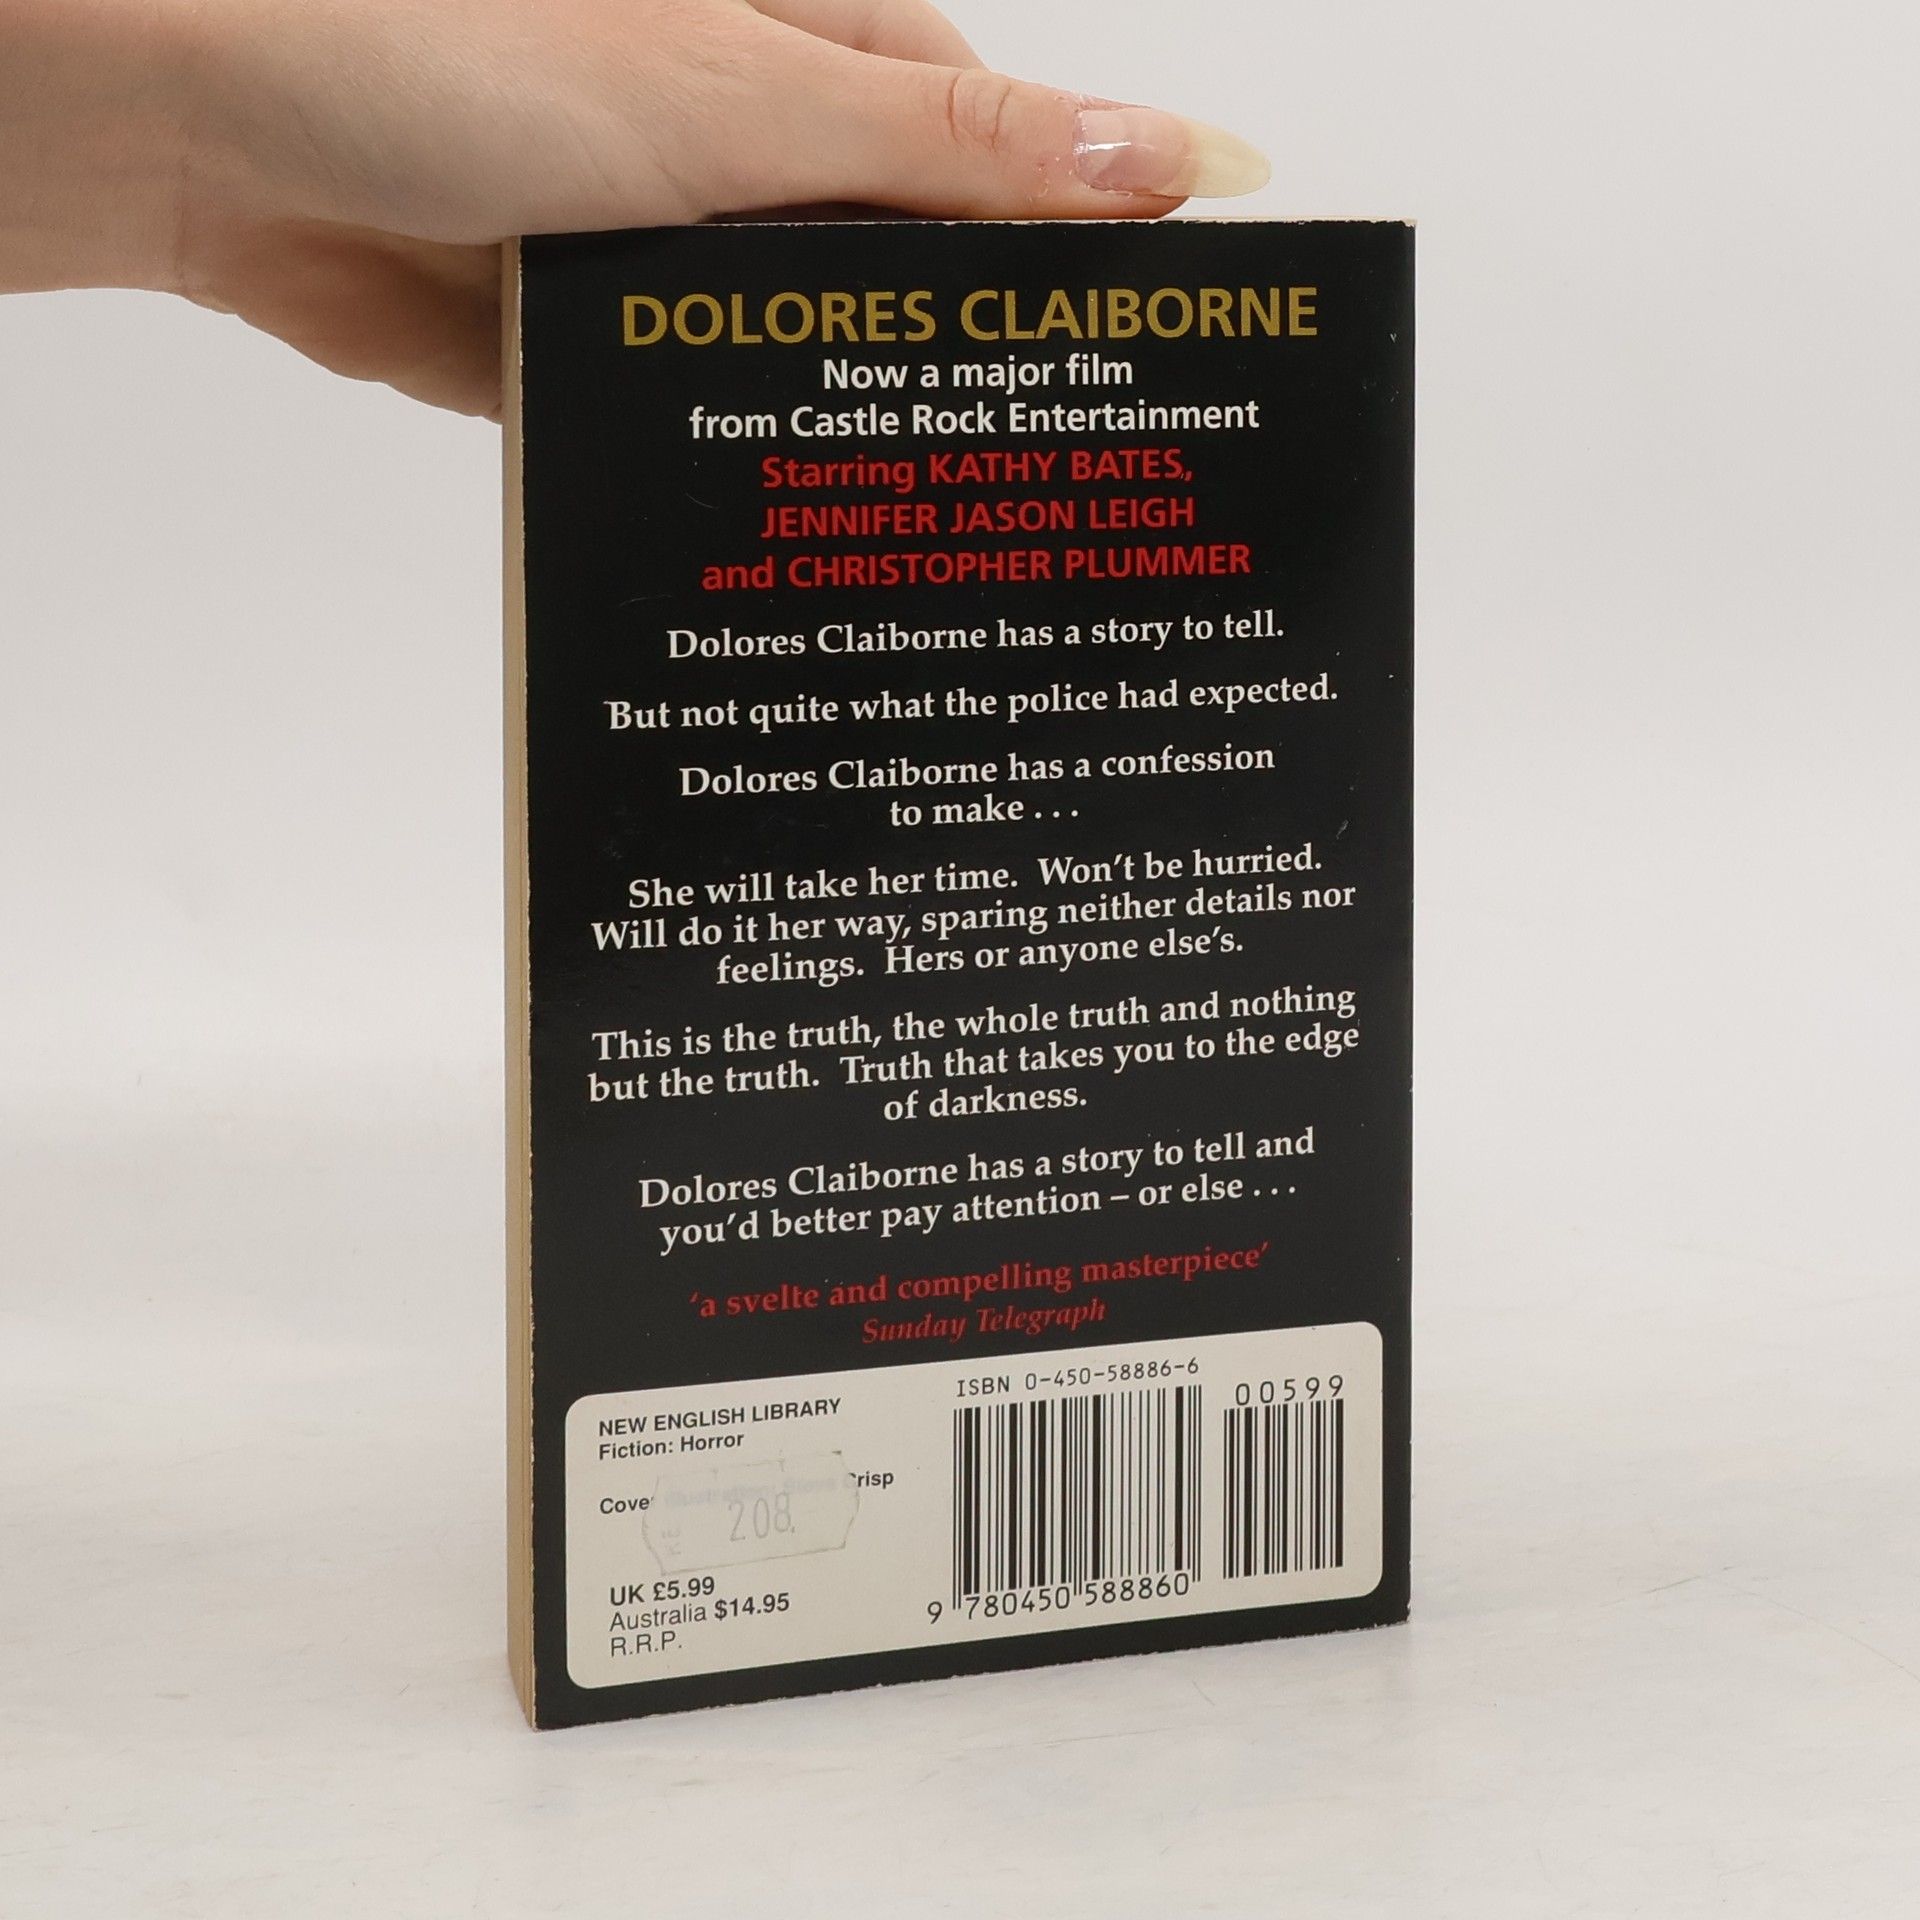 DOLORES CLAIBORNE
Now a major film
from Castle Rock Entertainment
Starring KATHY BATES,
JENNIFER JASON LEIGH
and CHRISTOPHER PLUMMER
Dolores Claiborne has a story to tell.
But not quite what the police had expected.
Dolores Claiborne has a confession
to make . . .
She will take her time. Won't be hurried.
Will do it her way, sparing neither details nor
feelings. Hers or anyone else's.
This is the truth, the whole truth and nothing
but the truth. Truth that takes you to the edge
of darkness.
Dolores Claiborne has a story to tell and
you'd better pay attention – or else . . .
'a svelte and compelling masterpiece'
Sunday Telegraph
NEW ENGLISH LIBRARY
Fiction: Horror
Cove Crisp
208.
UK £5.99
Australia $14.95
R.R.P.
ISBN 0-450-58886-6
00599
9 780450 588860